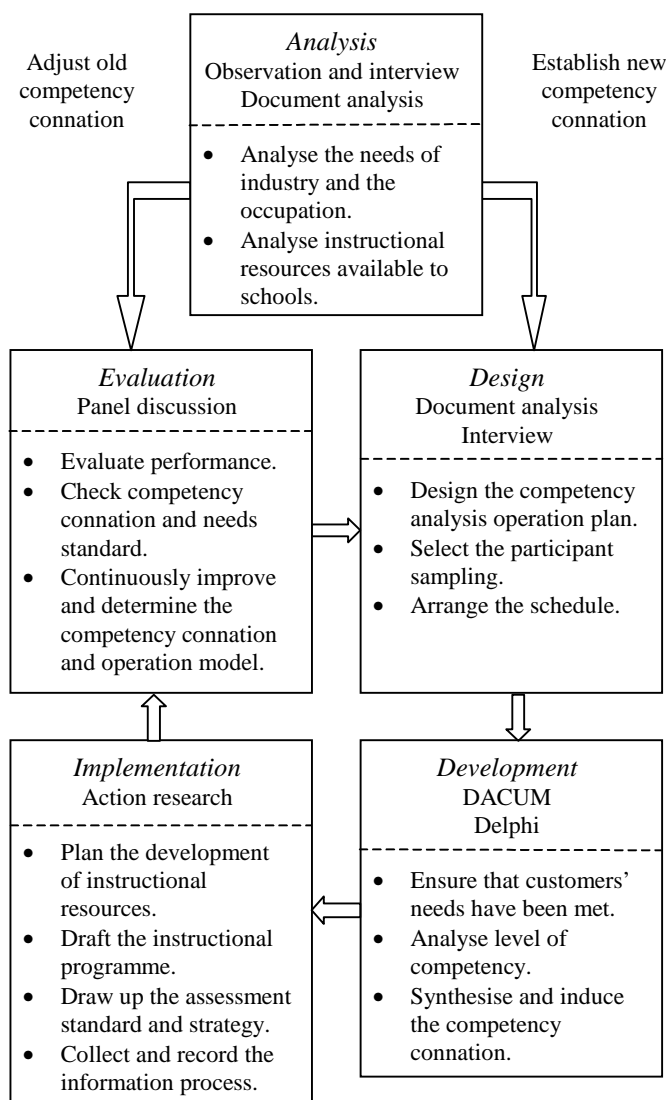 Adjust old
competency
connation
Analysis
Observation and interview
Document analysis
• Analyse the needs of
industry and the
occupation.
• Analyse instructional
resources available to
schools.
Establish new
competency
connation
Evaluation
Panel discussion
• Evaluate performance.
• Check competency
connation and needs
standard.
• Continuously improve
and determine the
competency connation
and operation model.
Design
Document analysis
Interview
• Design the competency
analysis operation plan.
• Select the participant
sampling.
• Arrange the schedule.
Implementation
Action research
• Plan the development
of instructional
resources.
• Draft the instructional
programme.
• Draw up the assessment
standard and strategy.
• Collect and record the
information process.
Development
DACUM
Delphi
• Ensure that customers’
needs have been met.
• Analyse level of
competency.
• Synthesise and induce
the competency
connation.